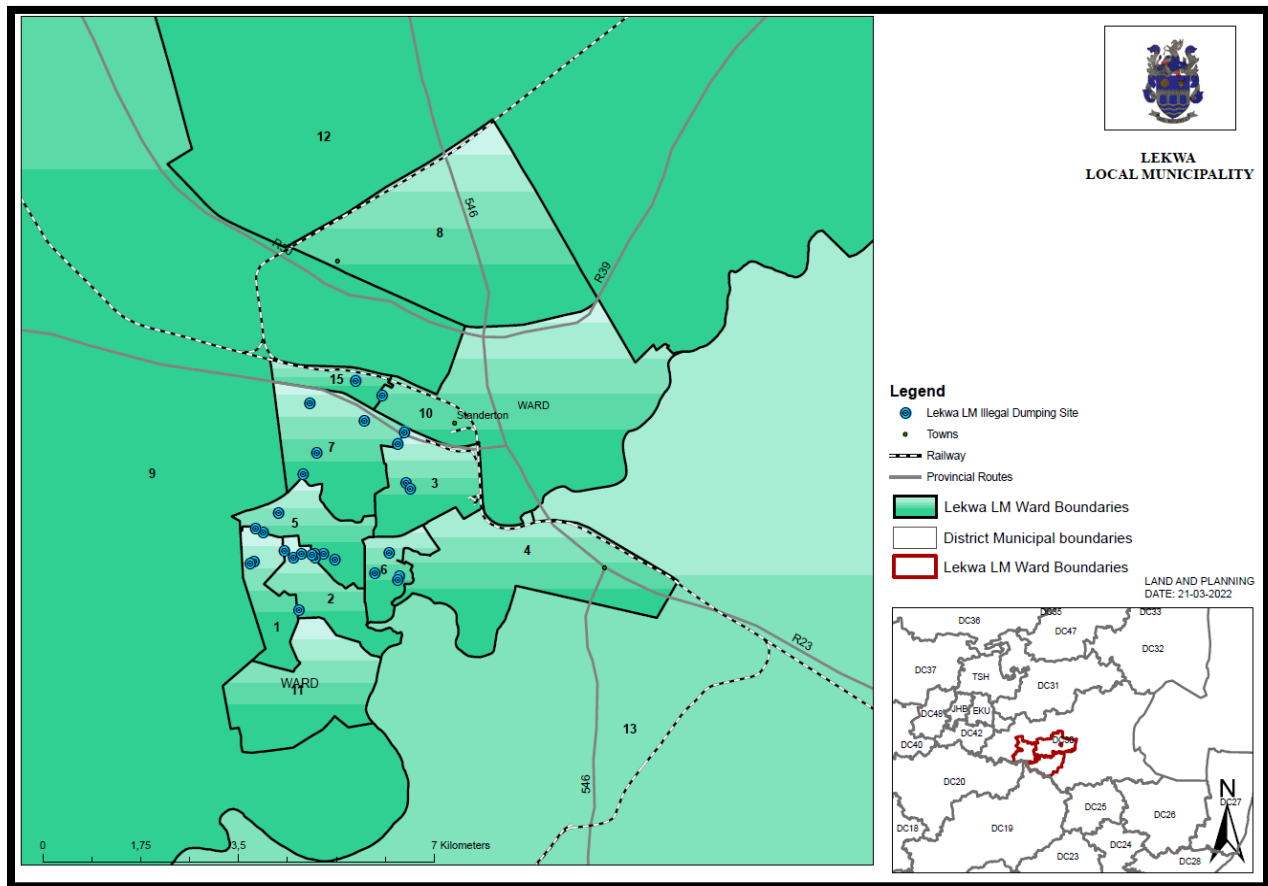 12
8
546
R39
15
10
Standerton
WARD
7
9
3
5
4
6
2
1
WARD
11
R23
13
546
0
1,75
3,5
7 Kilometers
LEKWA
LOCAL MUNICIPALITY
Legend
Lekwa LM Illegal Dumping Site
Towns
Railway
Provincial Routes
Lekwa LM Ward Boundaries
District Municipal boundaries
Lekwa LM Ward Boundaries
LAND AND PLANNING
DATE: 21-03-2022
DC36
DC47
DC33
DC32
DC37
TSH
DC31
DC48
JHB
EKU
DC42
DC40
DC20
DC25
DC26
N
DC27
DC18
DC19
DC24
DC23
DC28